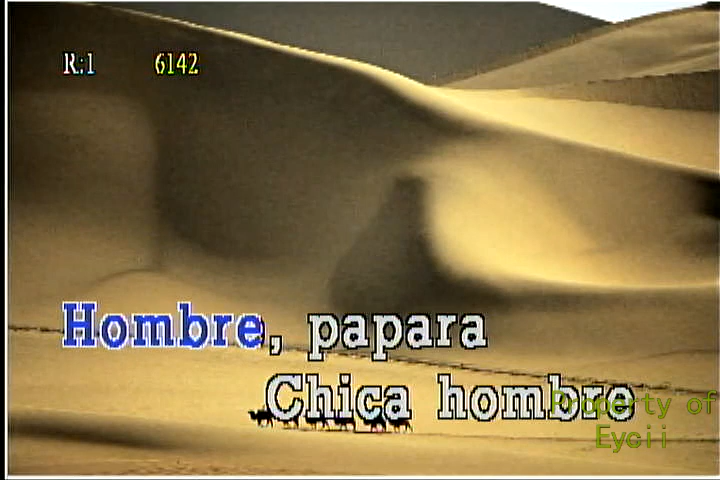 R:1 6142
Hombre, papara
Chica hombre
Property of
Eycii